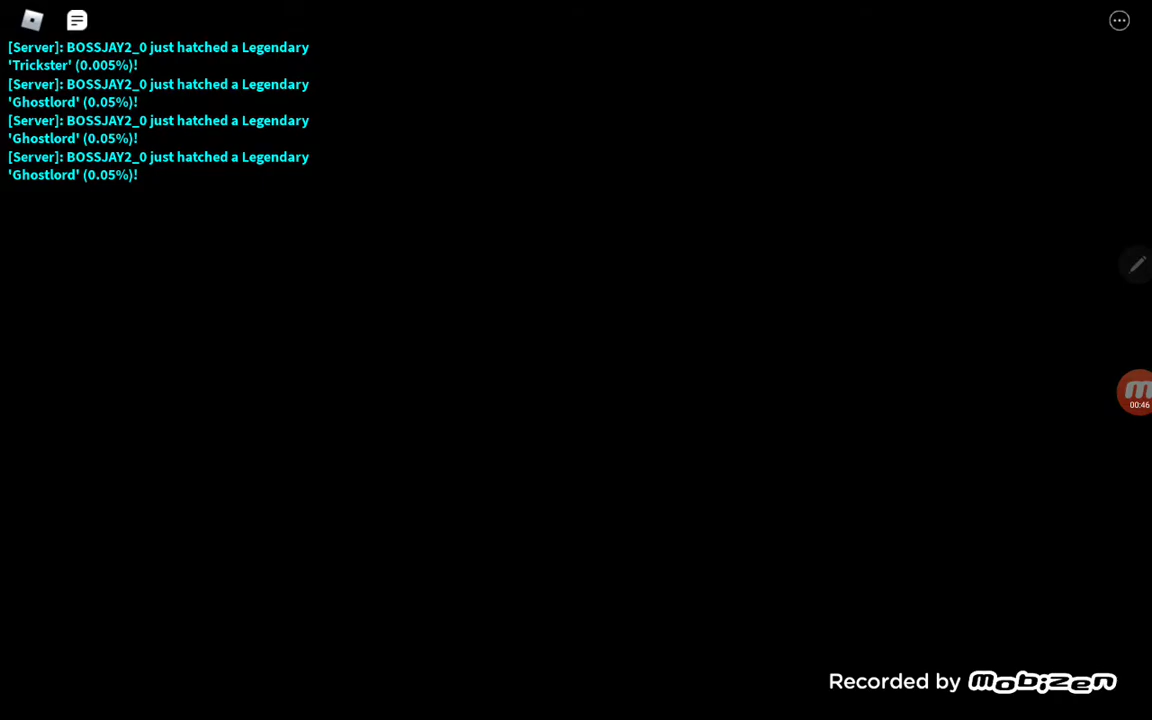 [Server]: BOSSJAY2_0 just hatched a Legendary
'Trickster' (0.005%)!
[Server]: BOSSJAY2_0 just hatched a Legendary
'Ghostlord' (0.05%)!
[Server]: BOSSJAY2_0 just hatched a Legendary
'Ghostlord' (0.05%)!
[Server]: BOSSJAY2_0 just hatched a Legendary
'Ghostlord' (0.05%)!
00:46
Recorded by mobizen